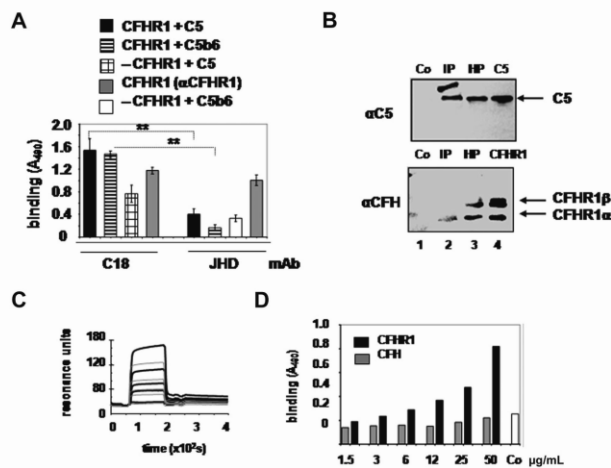 A
CFHR1 + C5
CFHR1 + C5b6
–CFHR1 + C5
CFHR1 (αCFHR1)
–CFHR1 + C5b6
binding (A490)
1.6
1.2
0.8
0.4
0
**
**
C18 JHD mAb
B
Co IP HP C5
αC5
C5
Co IP HP CFHR1
αCFH
CFHR1β
CFHR1α
1 2 3 4
C
resonance units
180
120
60
0
0 1 2 3 4
time (x10²s)
D
binding (A490)
1.0
0.8
0.6
0.4
0.2
0
CFHR1
CFH
1.5 3 6 12 25 50 Co µg/mL